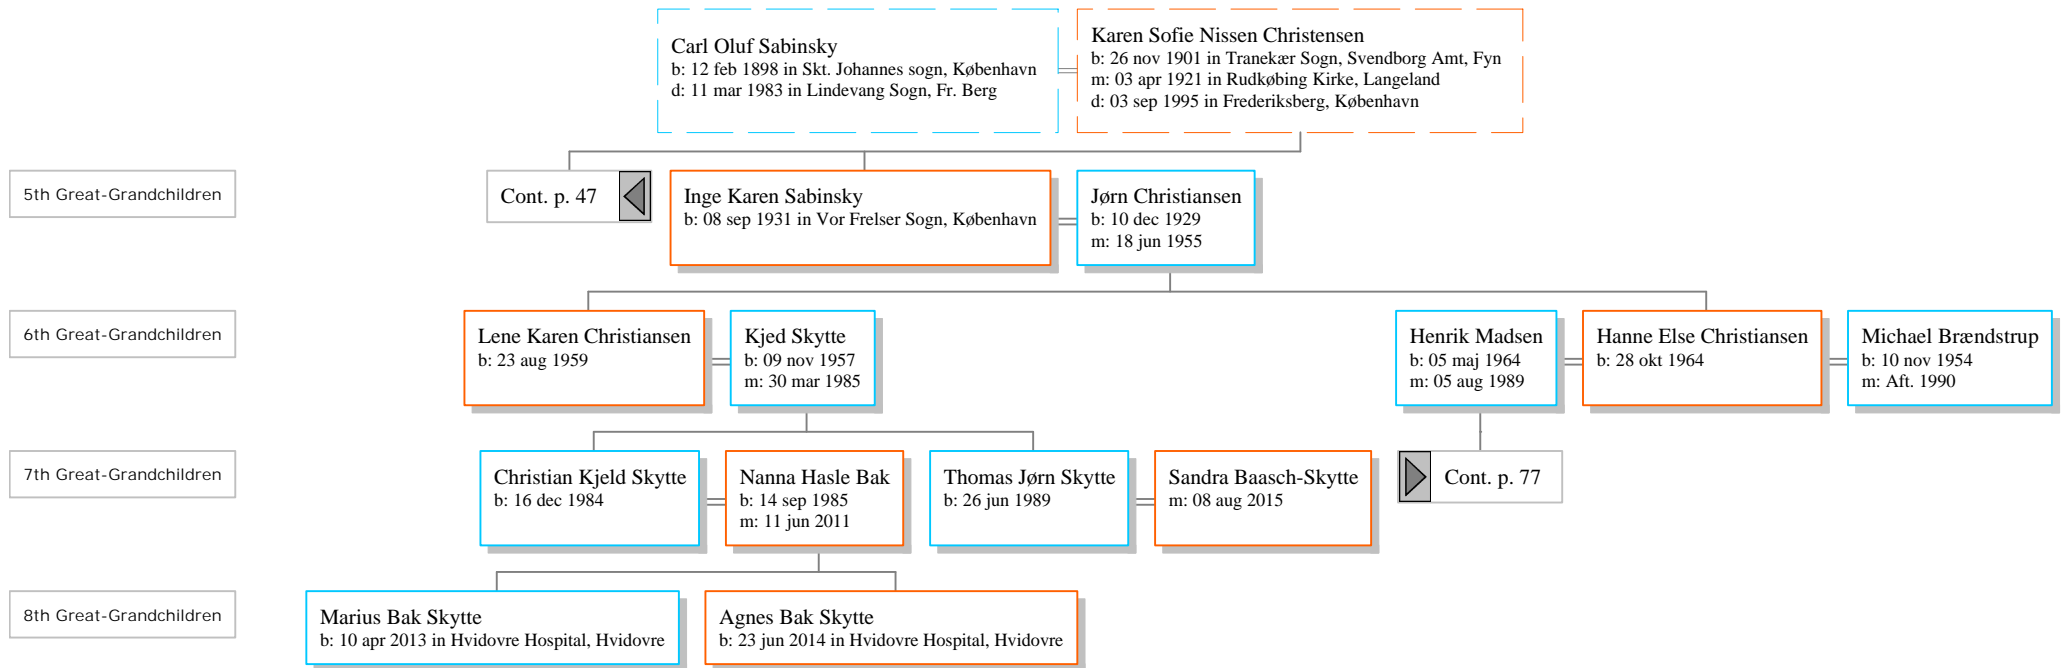 Carl Oluf Sabinsky
b: 12 feb 1898 in Skt. Johannes sogn, København
d: 11 mar 1983 in Lindevang Sogn, Fr. Berg
Karen Sofie Nissen Christensen
b: 26 nov 1901 in Tranekær Sogn, Svendborg Amt, Fyn
m: 03 apr 1921 in Rudkøbing Kirke, Langeland
d: 03 sep 1995 in Frederiksberg, København
5th Great-Grandchildren
Cont. p. 47
Inge Karen Sabinsky
b: 08 sep 1931 in Vor Frelser Sogn, København
Jørn Christiansen
b: 10 dec 1929
m: 18 jun 1955
6th Great-Grandchildren
Lene Karen Christiansen
b: 23 aug 1959
Kjed Skytte
b: 09 nov 1957
m: 30 mar 1985
Henrik Madsen
b: 05 maj 1964
m: 05 aug 1989
Hanne Else Christiansen
b: 28 okt 1964
Michael Brændstrup
b: 10 nov 1954
m: Aft. 1990
7th Great-Grandchildren
Christian Kjeld Skytte
b: 16 dec 1984
Nanna Hasle Bak
b: 14 sep 1985
m: 11 jun 2011
Thomas Jørn Skytte
b: 26 jun 1989
Sandra Baasch-Skytte
m: 08 aug 2015
Cont. p. 77
8th Great-Grandchildren
Marius Bak Skytte
b: 10 apr 2013 in Hvidovre Hospital, Hvidovre
Agnes Bak Skytte
b: 23 jun 2014 in Hvidovre Hospital, Hvidovre